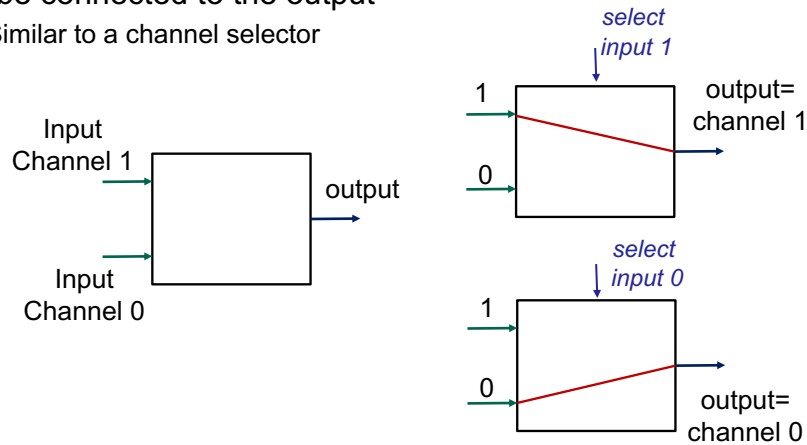 be connected to the output
Similar to a channel selector
Input
Channel 1
output
Input
Channel 0
select
input 1
1
0
output=
channel 1
select
input 0
1
0
output=
channel 0